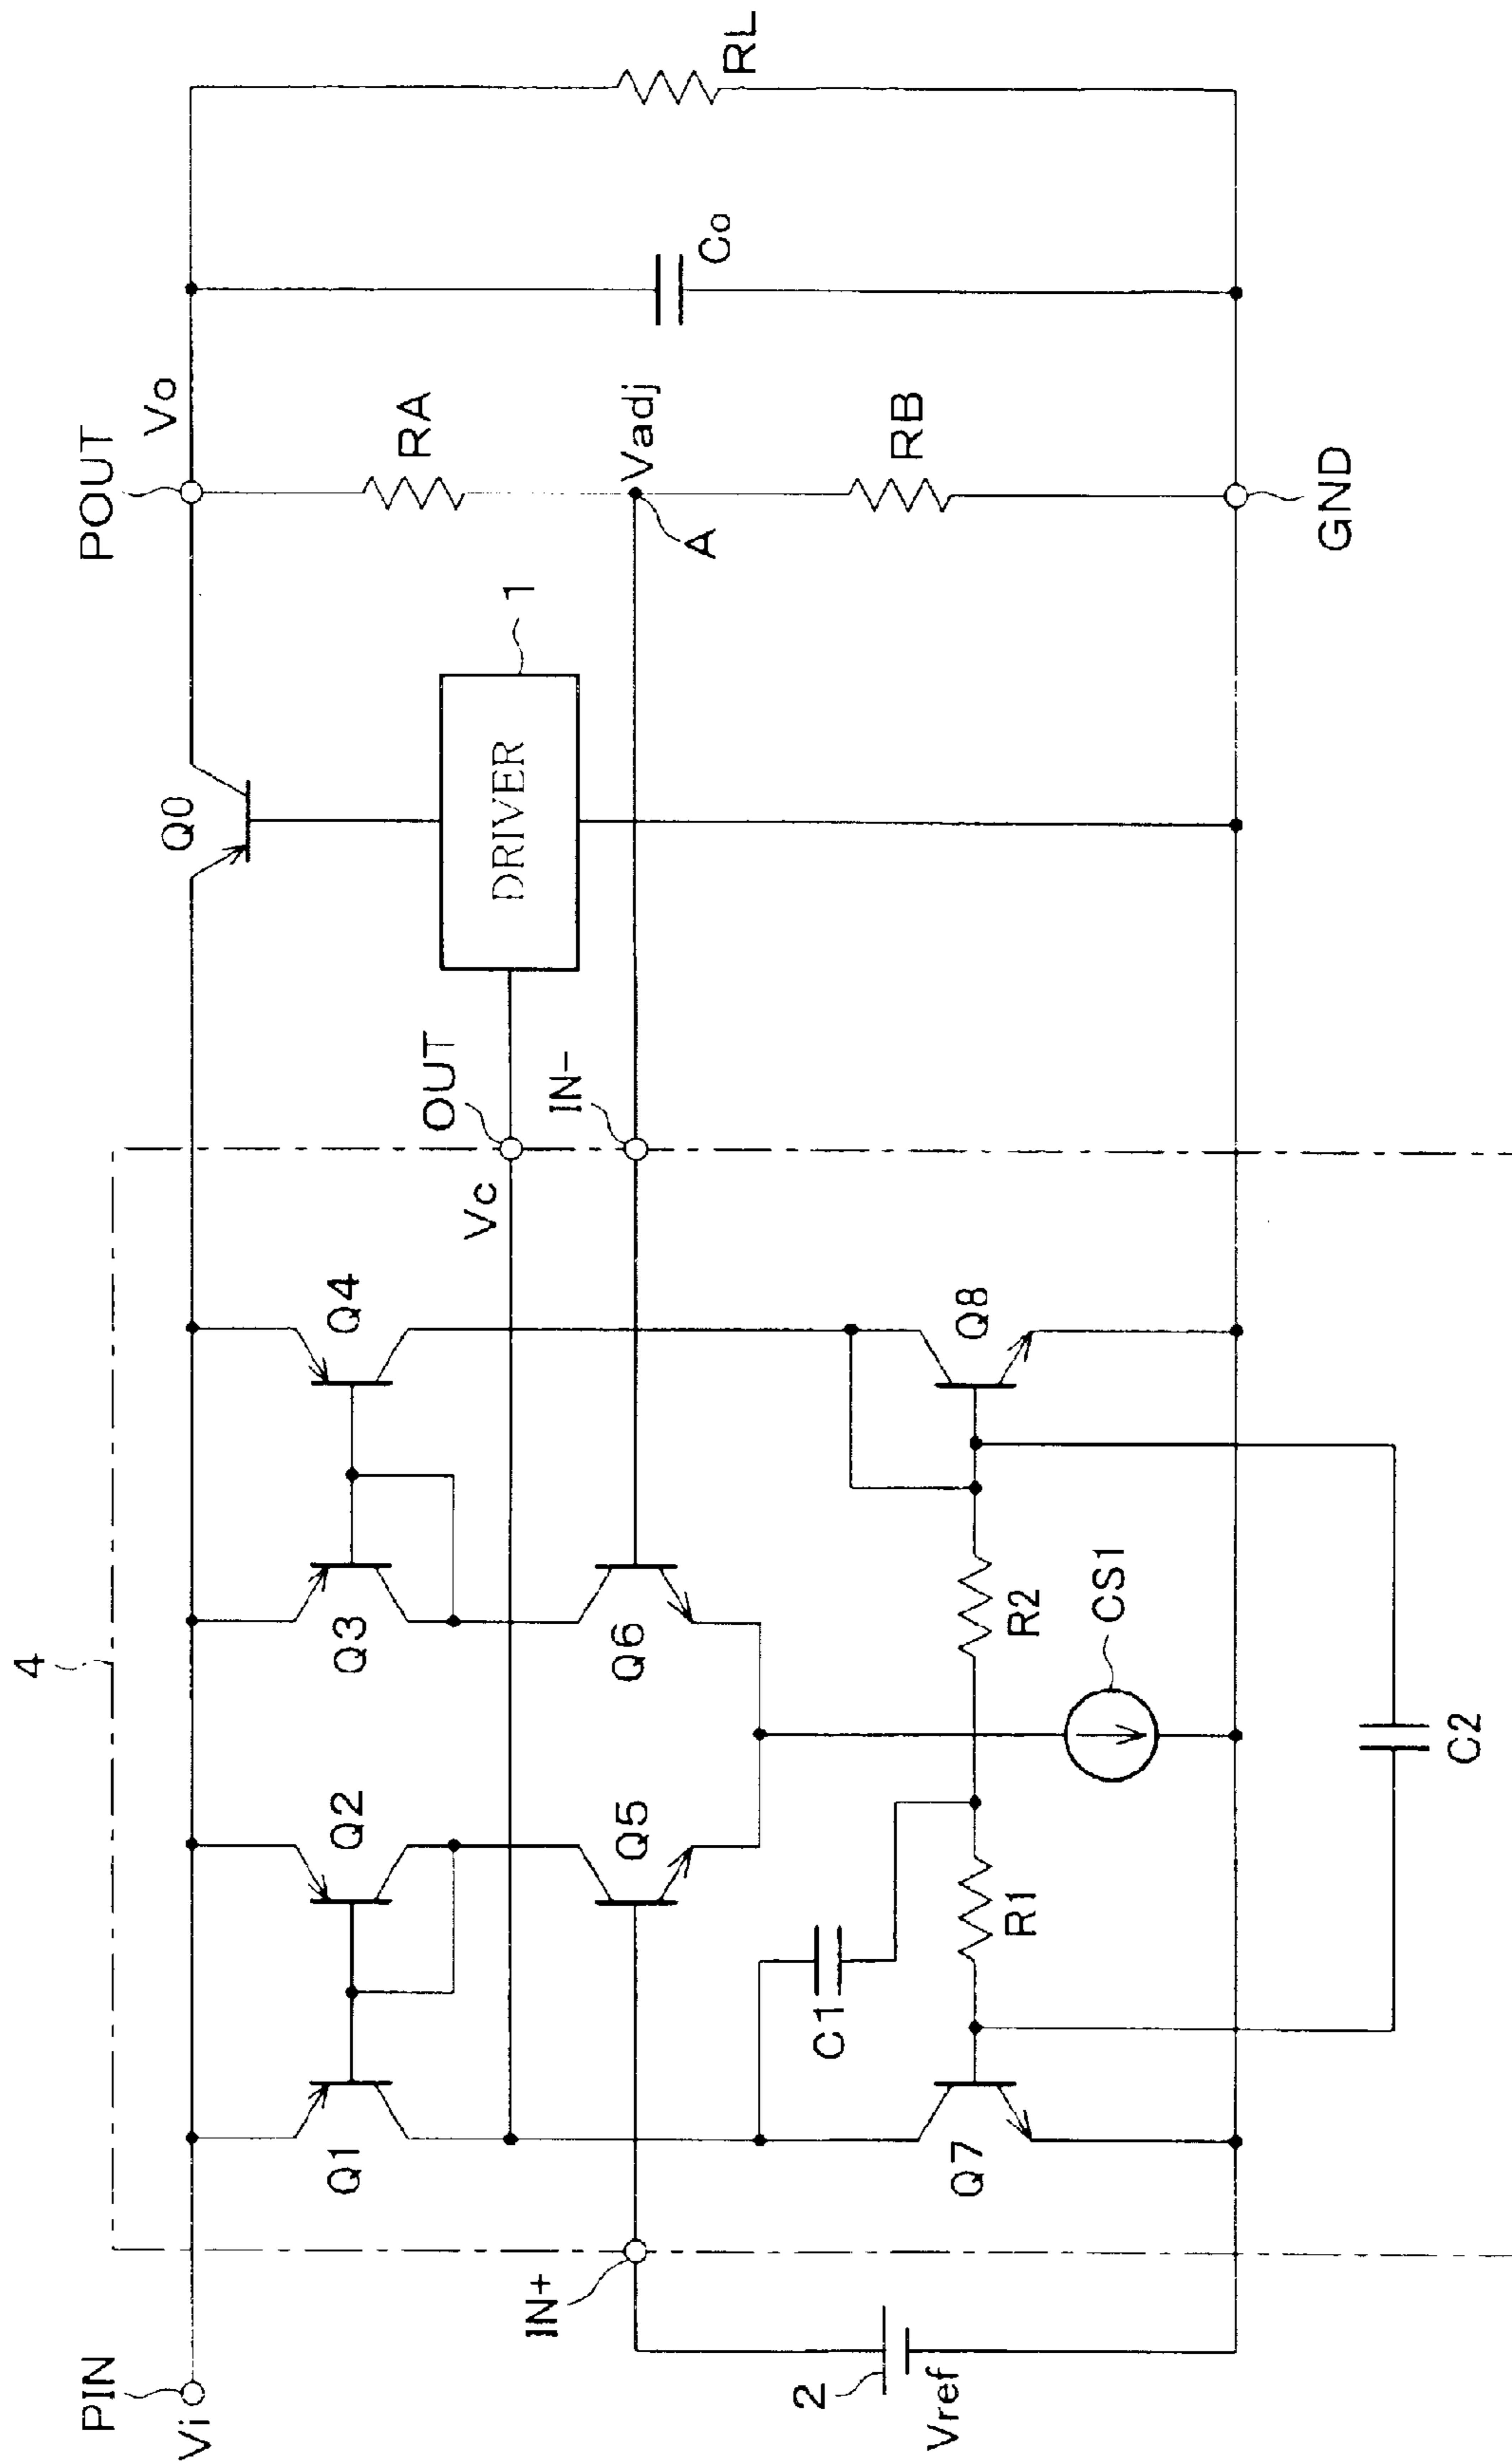 PIN
Vi
4
Q1
Q2
Q3
Q4
Q0
POUT
Vo
OUT
Vc
DRIVER
1
RA
RL
Co
IN+
IN-
Q5
Q6
Vadj
A
C1
RB
2
Vref
Q7
R1
R2
Q8
CS1
GND
C2